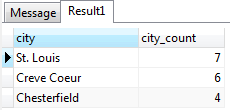 Message Result1
city city_count
St. Louis 7
Creve Coeur 6
Chesterfield 4